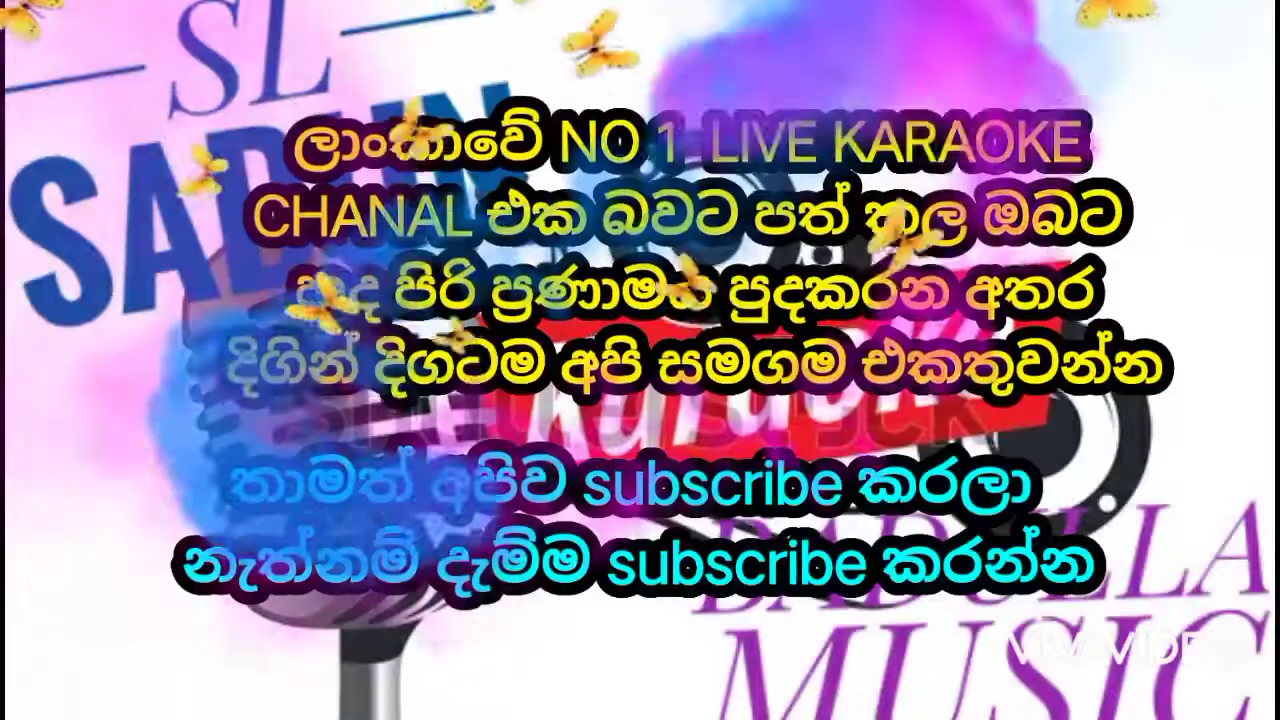 SL
ලාංකාවේ NO 1 LIVE KARAOKE
CHANAL එක බවට පත් කල ඔබට
පිරි ප්‍රණාමය පුදකරන අතර
දිගින් දිගටම අපි සමගම එකතුවන්න
තාමත් අපිව subscribe කරලා
නැත්නම් දැම්ම subscribe කරන්න
BADULLA
MUSIC